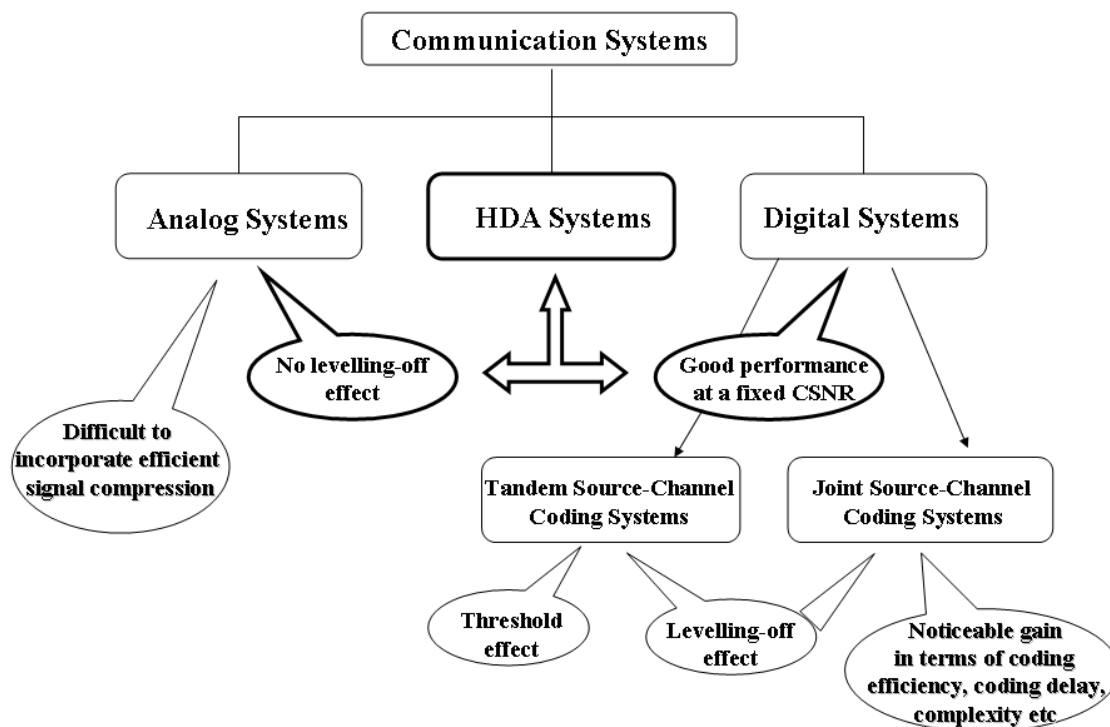 Communication Systems
Analog Systems
HDA Systems
Digital Systems
No levelling-off
effect
Good performance
at a fixed CSNR
Difficult to
incorporate efficient
signal compression
Tandem Source-Channel
Coding Systems
Joint Source-Channel
Coding Systems
Threshold
effect
Levelling-off
effect
Noticeable gain
in terms of coding
efficiency, coding delay,
complexity etc